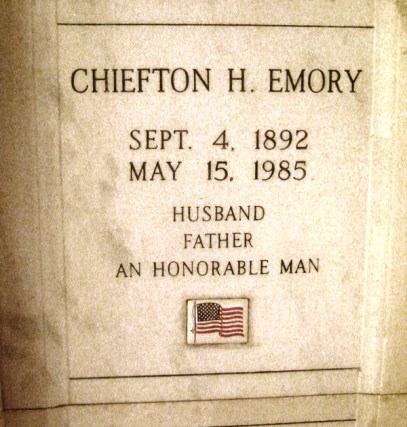 CHIEFTON H. EMORY
SEPT. 4, 1892
MAY 15, 1985
HUSBAND
FATHER
AN HONORABLE MAN